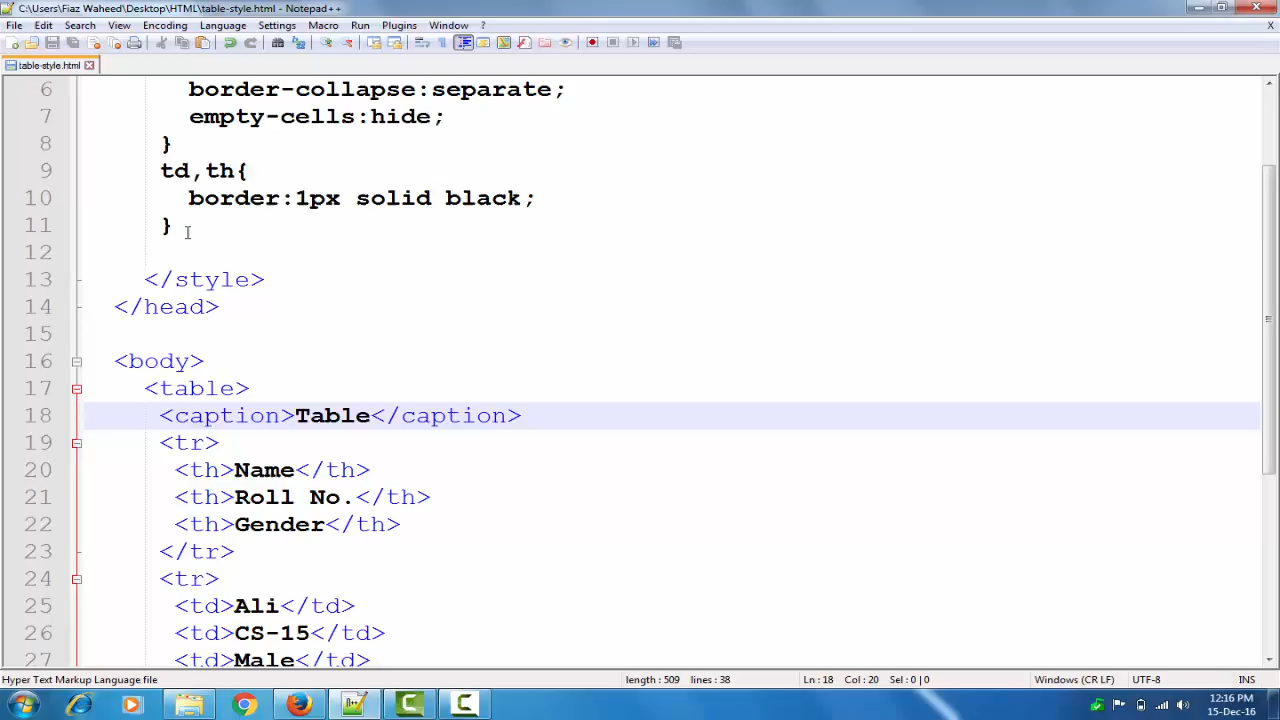 C:\Users\Fiaz Waheed\Desktop\HTML\table-style.html - Notepad++
File Edit Search View Encoding Language Settings Macro Run Plugins Window ? X
table-style.html
6 border-collapse:separate;
7 empty-cells:hide;
8 }
9 td,th{
10 border:1px solid black;
11 }
12
13 </style>
14 </head>
15
16 <body>
17 <table>
18 <caption>Table</caption>
19 <tr>
20 <th>Name</th>
21 <th>Roll No.</th>
22 <th>Gender</th>
23 </tr>
24 <tr>
25 <td>Ali</td>
26 <td>CS-15</td>
27 <td>Male</td>
Hyper Text Markup Language file length : 509 lines : 38 Ln : 18 Col : 20 Sel : 0 | 0 Windows (CR LF) UTF-8 INS
12:16 PM
15-Dec-16